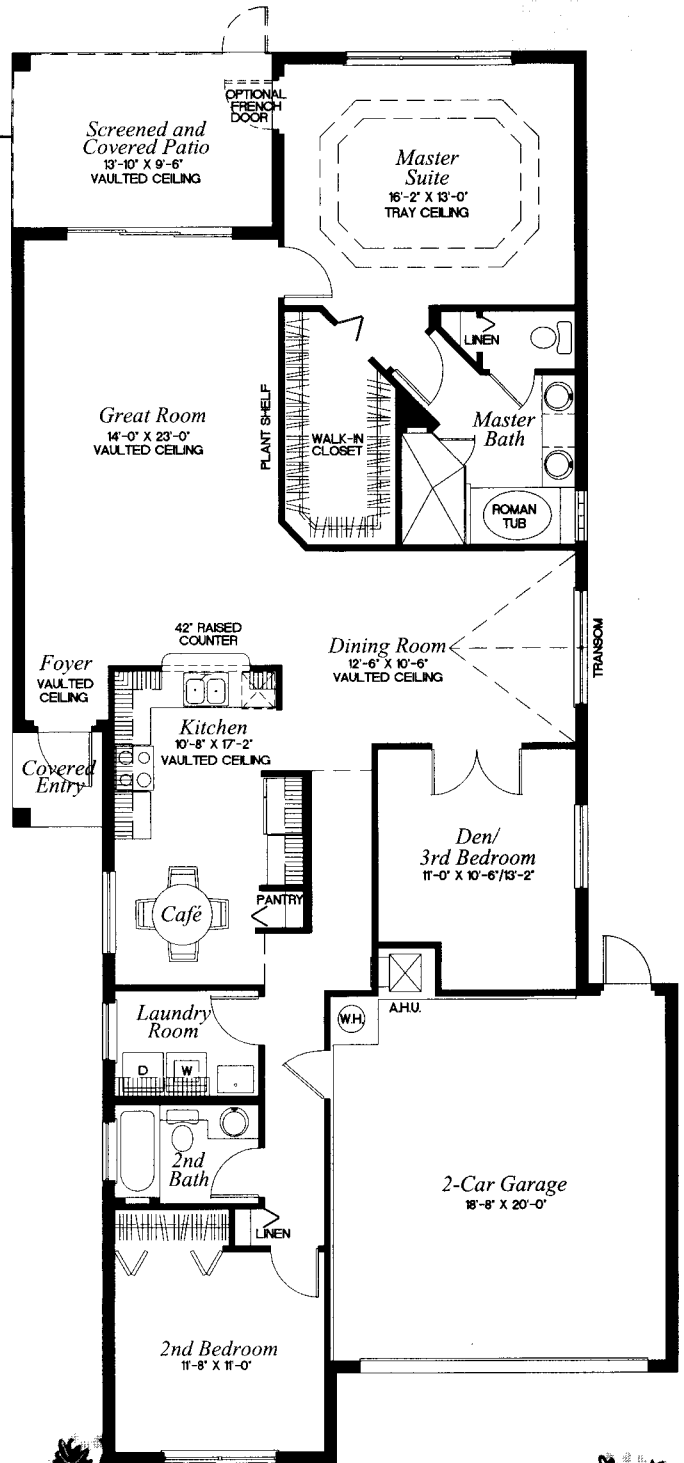 OPTIONAL
FRENCH
DOOR
Screened and
Covered Patio
13'-10" X 9'-6"
VAULTED CEILING
Master
Suite
16'-2" X 13'-0"
TRAY CEILING
LINEN
Great Room
14'-0" X 23'-0"
VAULTED CEILING
PLANT SHELF
WALK-IN
CLOSET
Master
Bath
ROMAN
TUB
42" RAISED
COUNTER
Dining Room
12'-6" X 10'-6"
VAULTED CEILING
TRANSOM
Foyer
VAULTED
CEILING
Kitchen
10'-8" X 17'-2"
VAULTED CEILING
Covered
Entry
Den/
3rd Bedroom
11'-0" X 10'-6"/13'-2"
PANTRY
Café
Laundry
Room
W.H.
A.H.U.
D
W
2nd
Bath
2-Car Garage
18'-8" X 20'-0"
LINEN
2nd Bedroom
11'-8" X 11'-0"